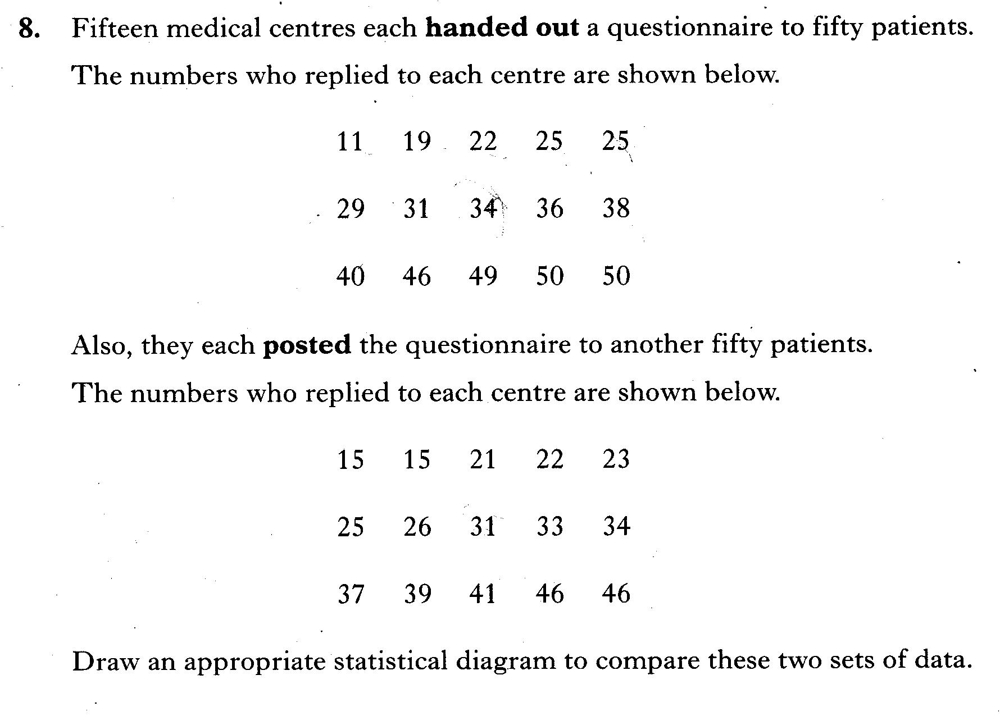 8. Fifteen medical centres each handed out a questionnaire to fifty patients.
The numbers who replied to each centre are shown below.
11 19 22 25 25
29 31 34 36 38
40 46 49 50 50
Also, they each posted the questionnaire to another fifty patients.
The numbers who replied to each centre are shown below.
15 15 21 22 23
25 26 31 33 34
37 39 41 46 46
Draw an appropriate statistical diagram to compare these two sets of data.